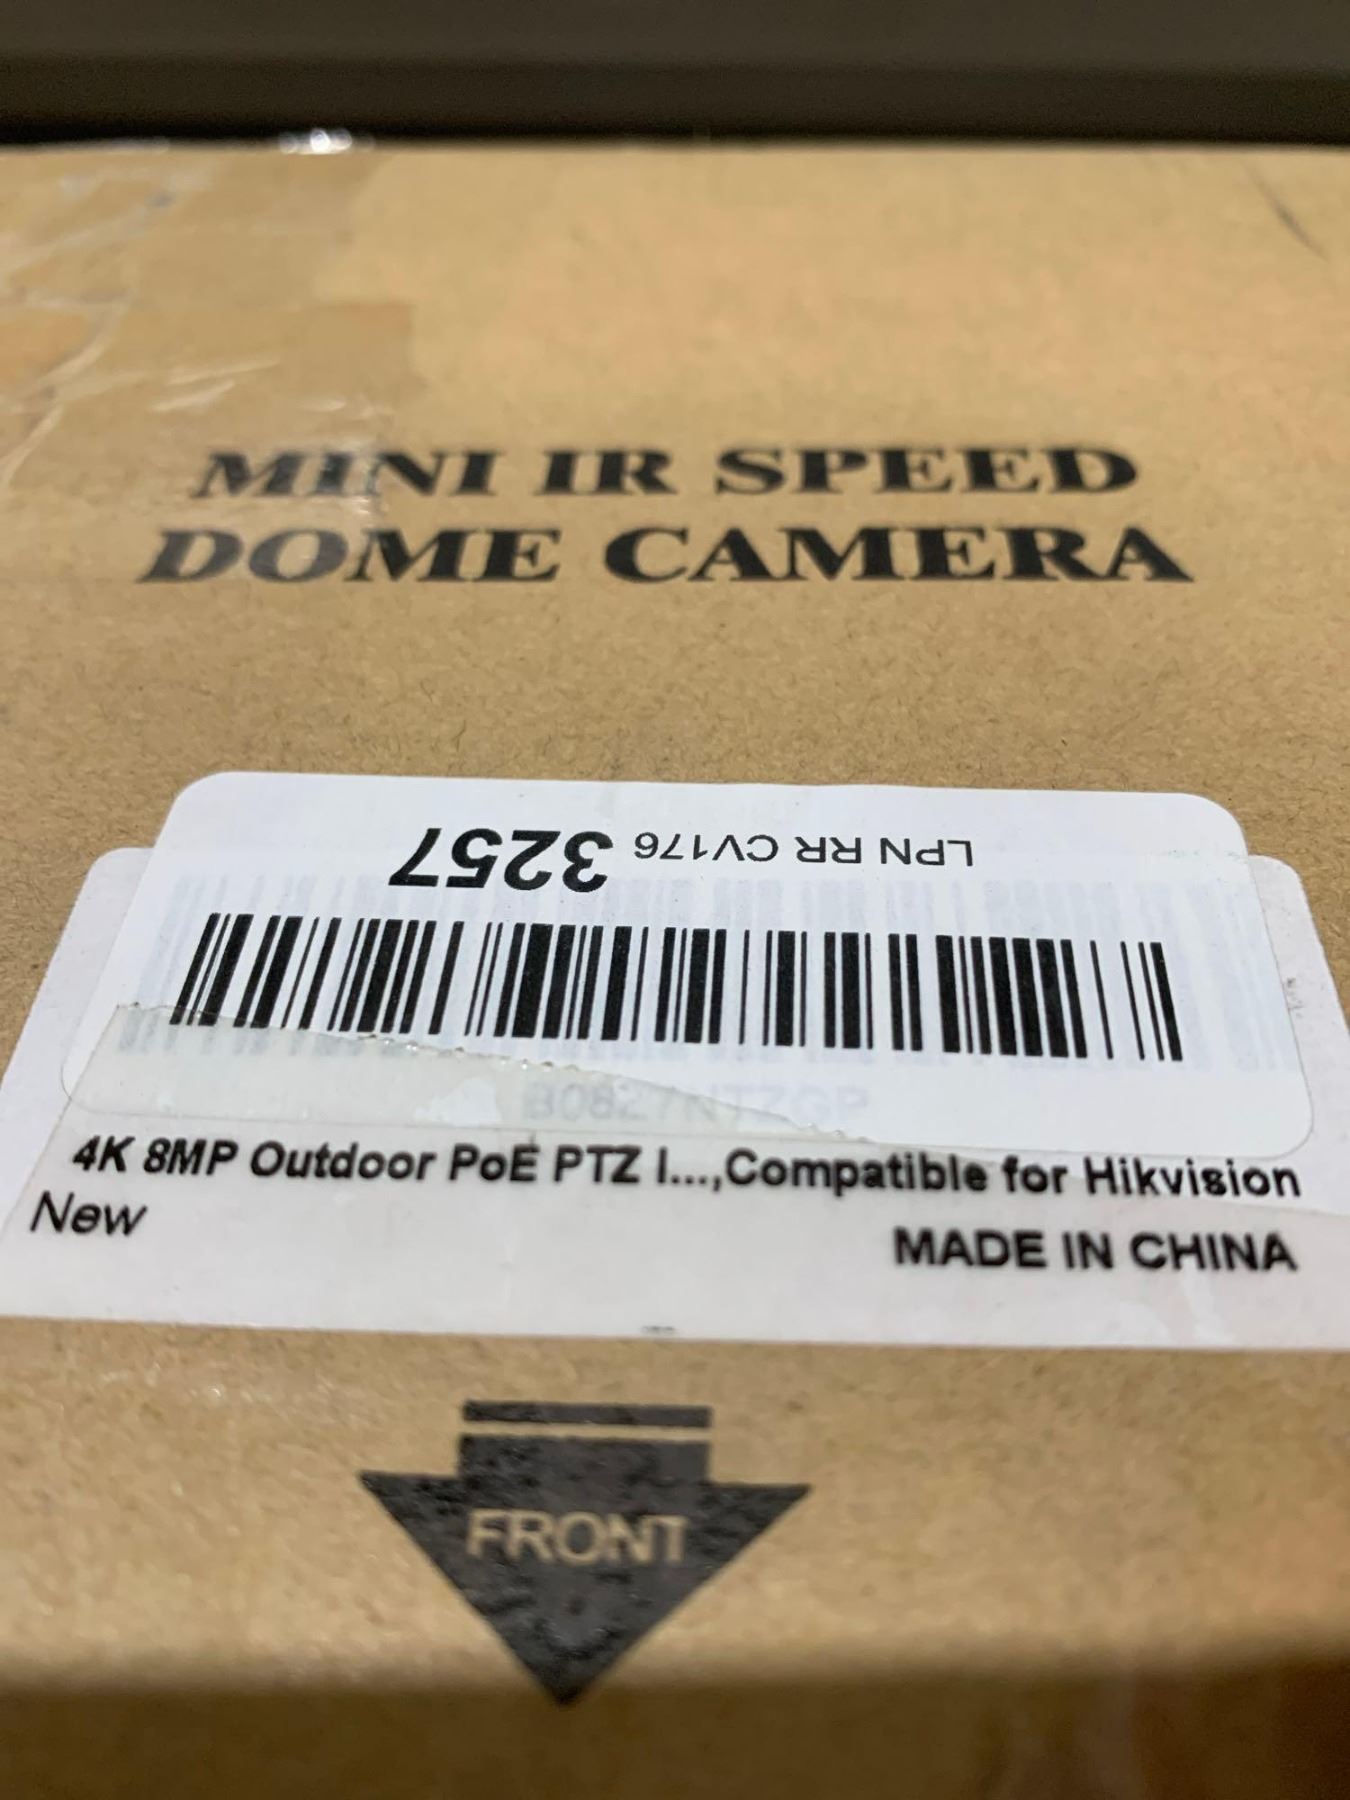 MINI IR SPEED
DOME CAMERA
LPN RR CV176 3257
B0827NTZGP
4K 8MP Outdoor PoE PTZ I...,Compatible for Hikvision
New
MADE IN CHINA
FRONT